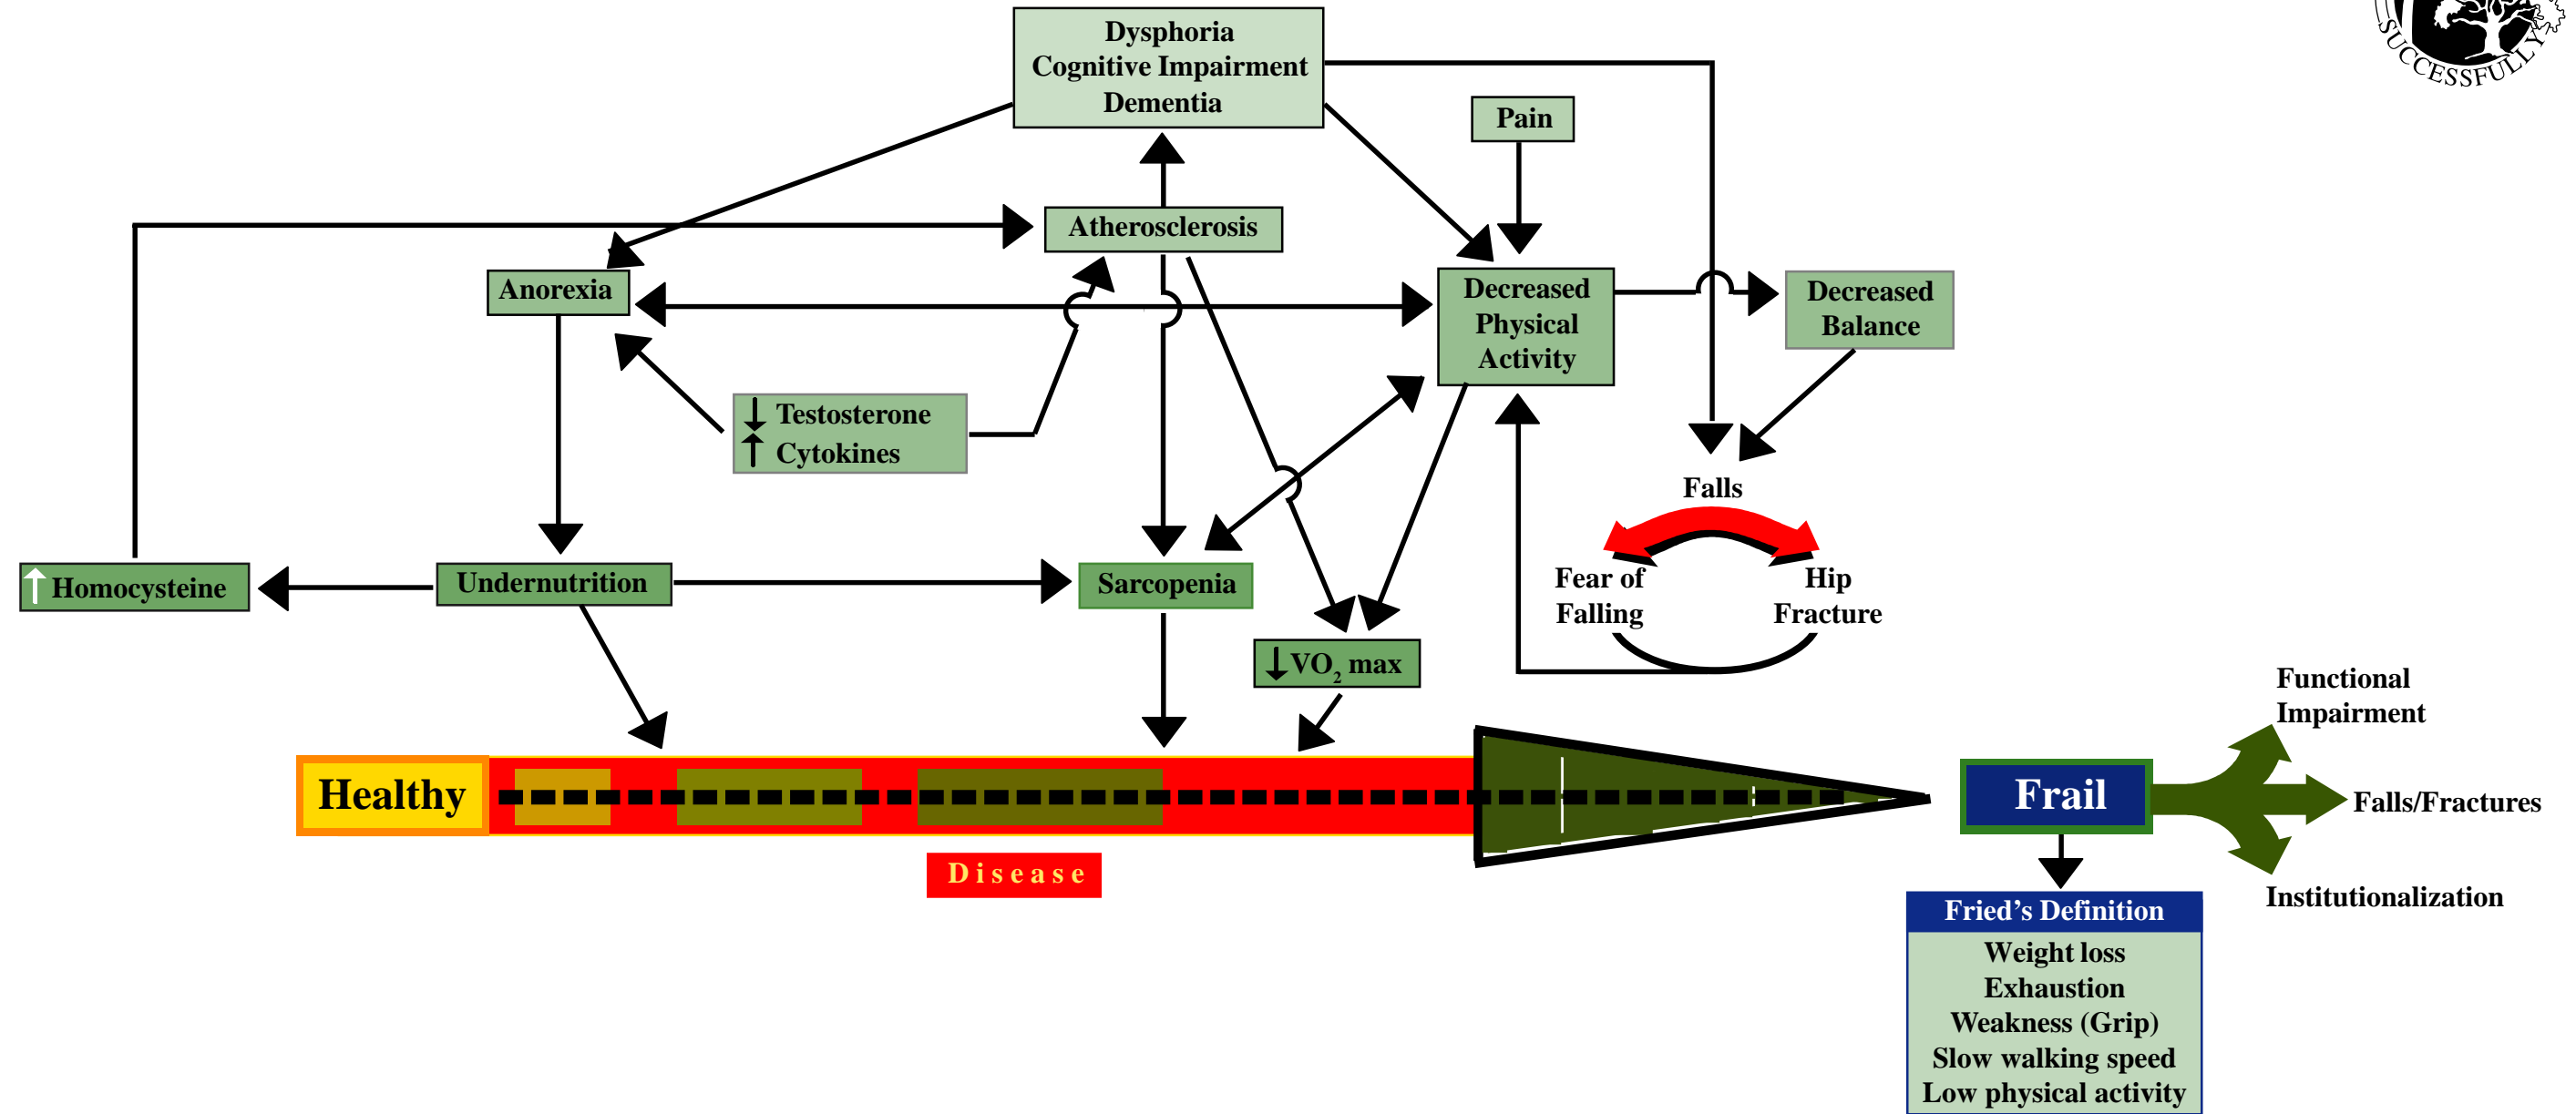 SUCCESSFULLY
Dysphoria
Cognitive Impairment
Dementia
Pain
Atherosclerosis
Anorexia
Decreased
Physical
Activity
Decreased
Balance
↓ Testosterone
↑ Cytokines
Falls
Fear of
Falling
Hip
Fracture
↑ Homocysteine
Undernutrition
Sarcopenia
↓ VO₂ max
Healthy
Disease
Frail
Functional
Impairment
Falls/Fractures
Institutionalization
Fried’s Definition
Weight loss
Exhaustion
Weakness (Grip)
Slow walking speed
Low physical activity